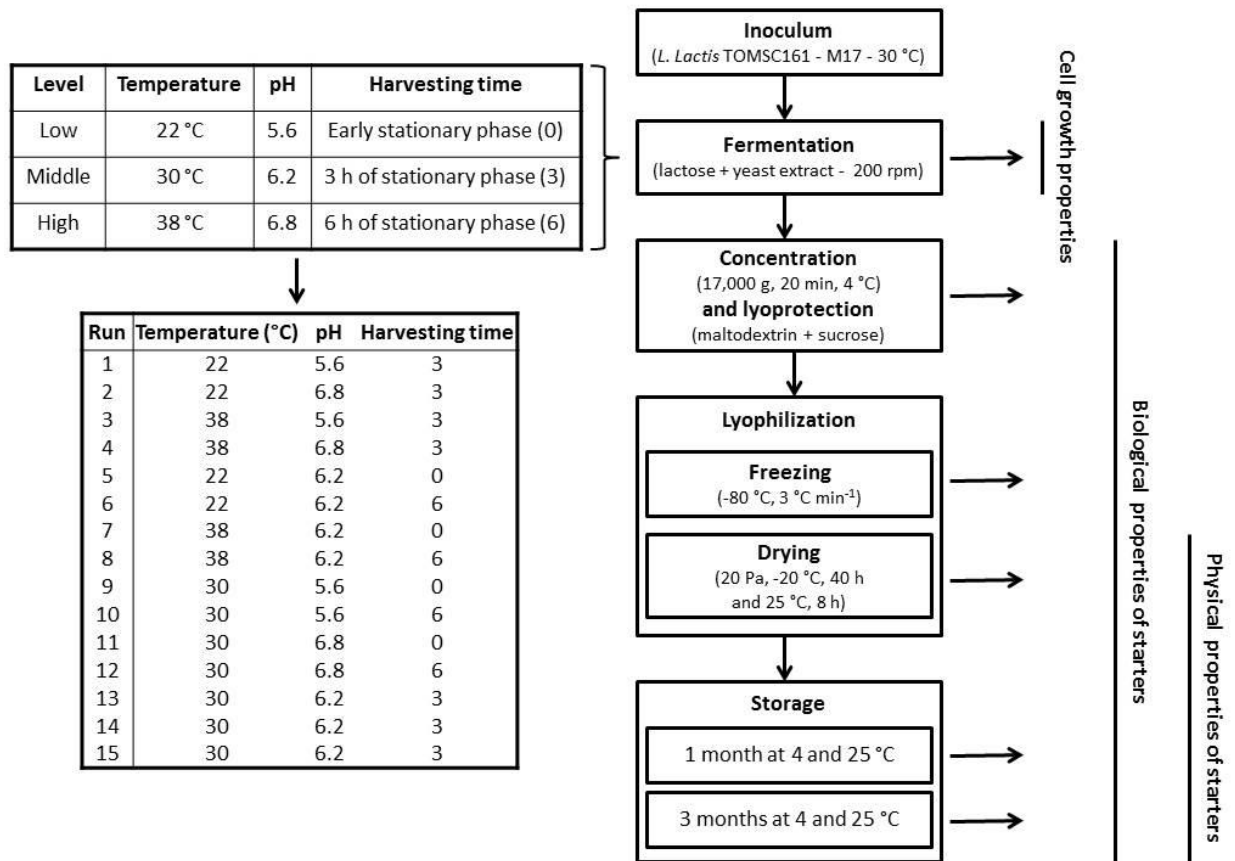 Level Temperature pH Harvesting time
Low 22 °C 5.6 Early stationary phase (0)
Middle 30 °C 6.2 3 h of stationary phase (3)
High 38 °C 6.8 6 h of stationary phase (6)
Run Temperature (°C) pH Harvesting time
1 22 5.6 3
2 22 6.8 3
3 38 5.6 3
4 38 6.8 3
5 22 6.2 0
6 22 6.2 6
7 38 6.2 0
8 38 6.2 6
9 30 5.6 0
10 30 5.6 6
11 30 6.8 0
12 30 6.8 6
13 30 6.2 3
14 30 6.2 3
15 30 6.2 3
Inoculum
(L. Lactis TOMSC161 - M17 - 30 °C)
Fermentation
(lactose + yeast extract - 200 rpm)
Concentration
(17,000 g, 20 min, 4 °C)
and lyoprotection
(maltodextrin + sucrose)
Lyophilization
Freezing
(-80 °C, 3 °C min⁻¹)
Drying
(20 Pa, -20 °C, 40 h
and 25 °C, 8 h)
Storage
1 month at 4 and 25 °C
3 months at 4 and 25 °C
Cell growth properties
Biological properties of starters
Physical properties of starters